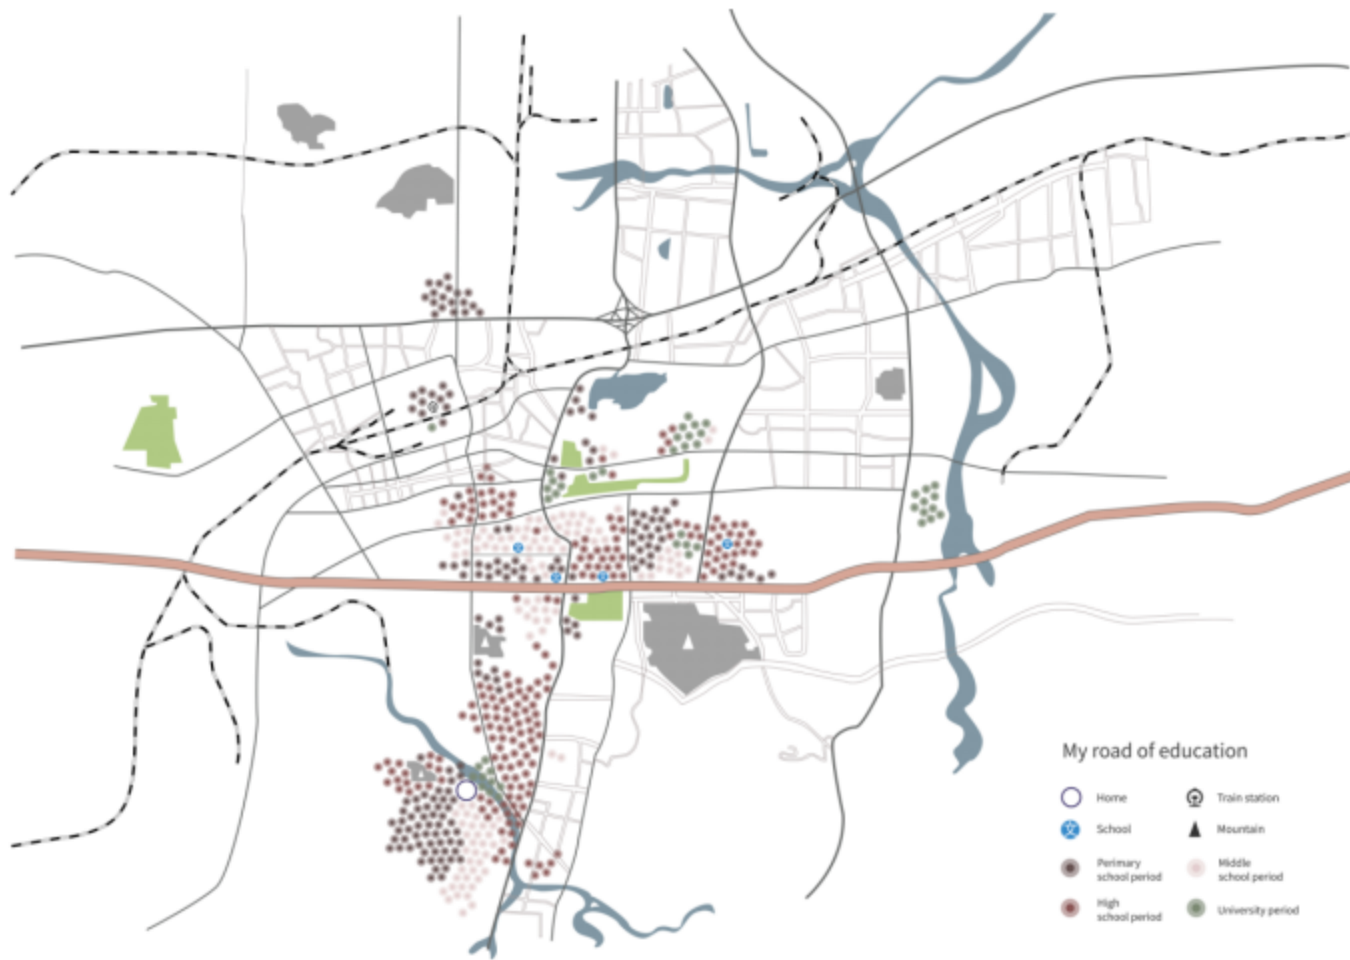 My road of education
Home
Train station
School
Mountain
Perimary
school period
Middle
school period
High
school period
University period